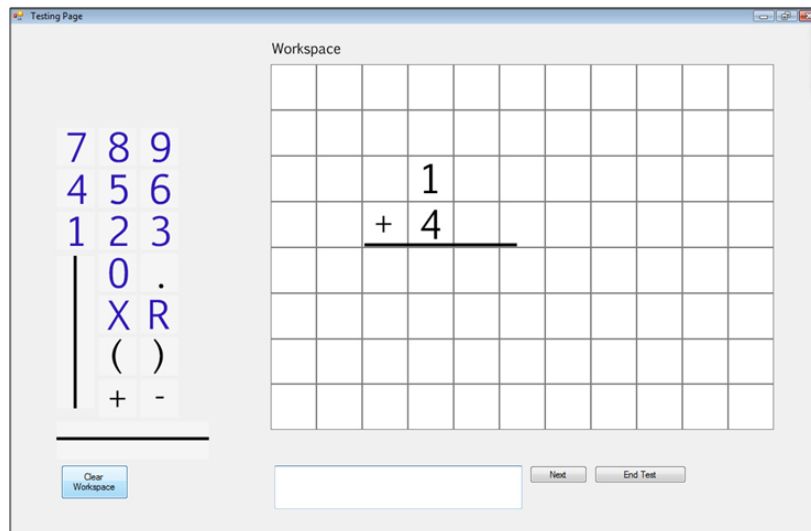 Testing Page
Workspace
7 8 9
4 5 6
1 2 3
0 .
X R
( )
+ -
1
+ 4
Clear
Workspace
Next
End Test